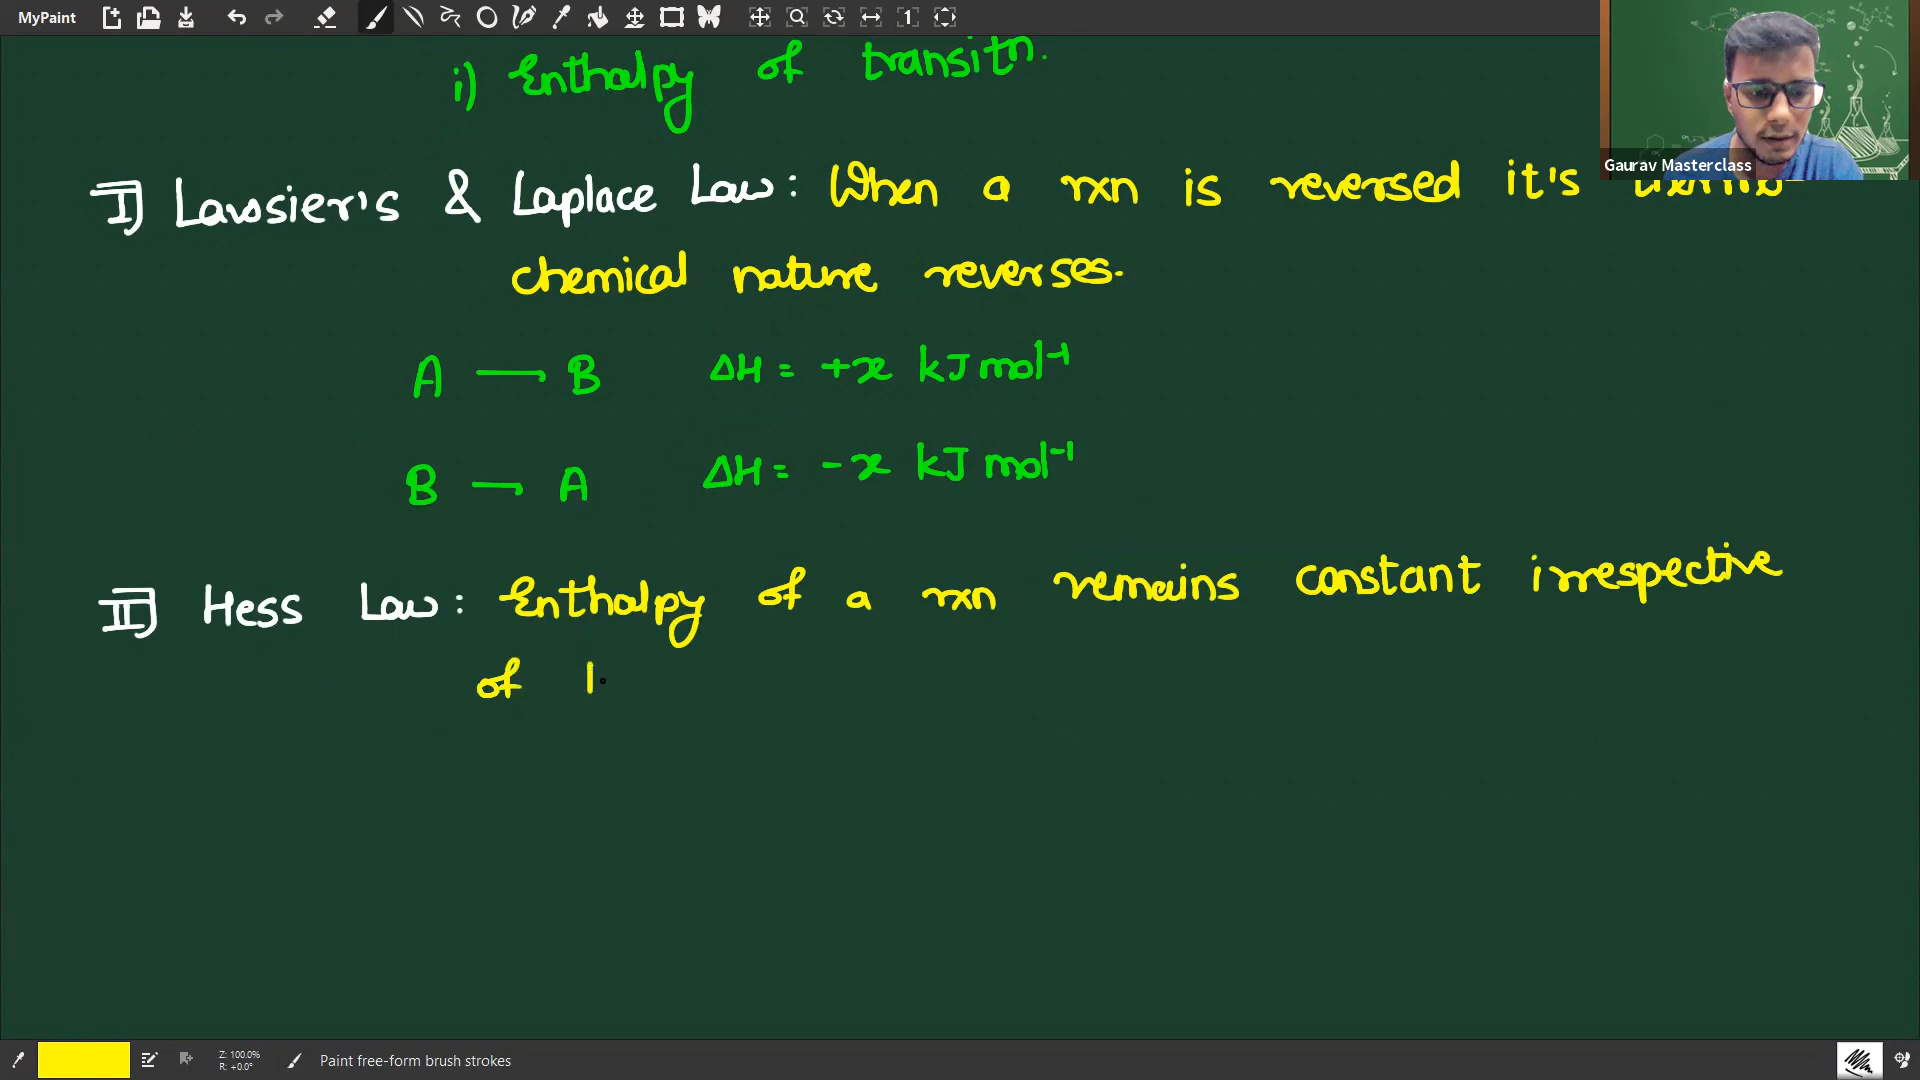 MyPaint
i) Enthalpy of transitn.
Gaurav Masterclass
I) Lavosier's & Laplace Law: When a rxn is reversed it's
chemical nature reverses.
A → B ΔH = +x kJ mol⁻¹
B → A ΔH = -x kJ mol⁻¹
II) Hess Law: Enthalpy of a rxn remains constant irrespective
of
Z: 100.0%
R: +0.0°
Paint free-form brush strokes